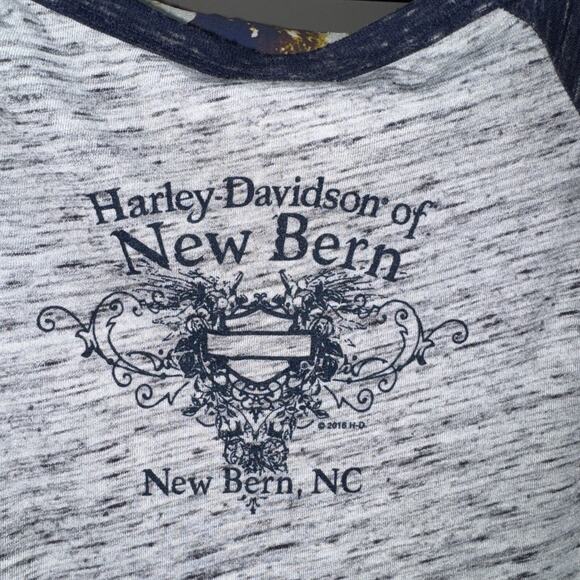 Harley-Davidson® of
New Bern
© 2016 H-D.
New Bern, NC